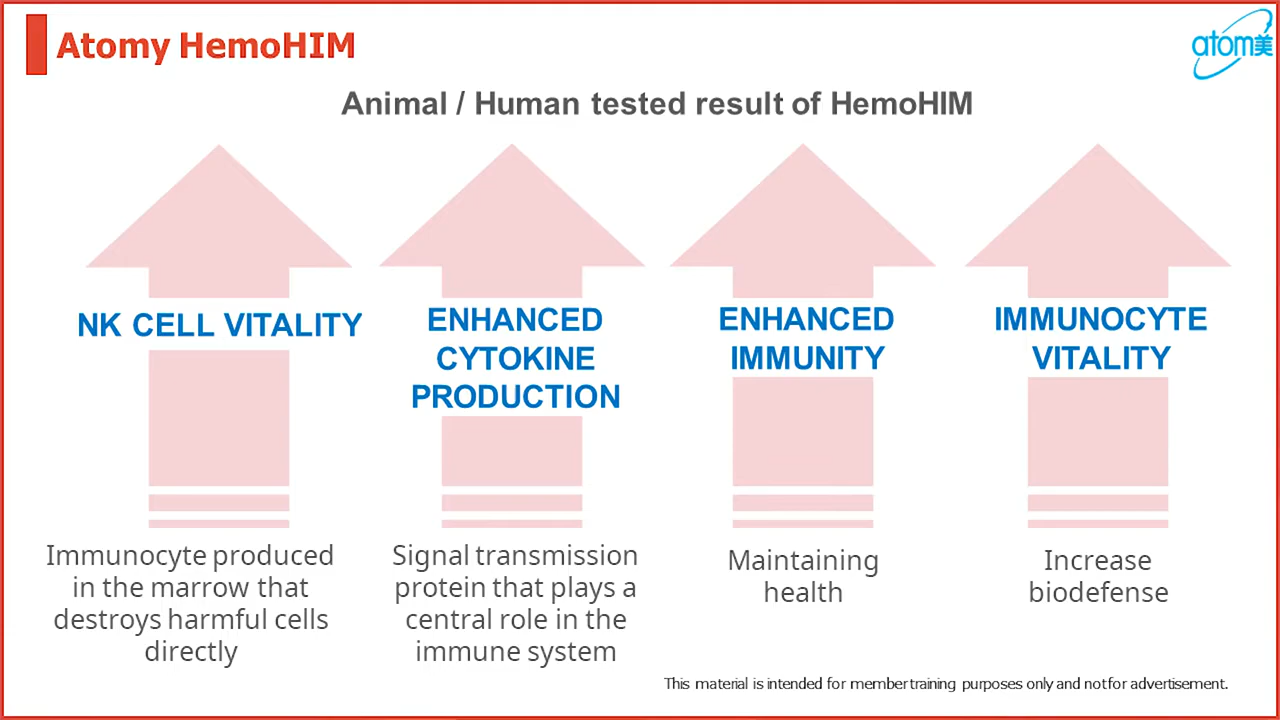 Atomy HemoHIM
atom美
Animal / Human tested result of HemoHIM
NK CELL VITALITY
ENHANCED
CYTOKINE
PRODUCTION
ENHANCED
IMMUNITY
IMMUNOCYTE
VITALITY
Immunocyte produced
in the marrow that
destroys harmful cells
directly
Signal transmission
protein that plays a
central role in the
immune system
Maintaining
health
Increase
biodefense
This material is intended for member training purposes only and not for advertisement.